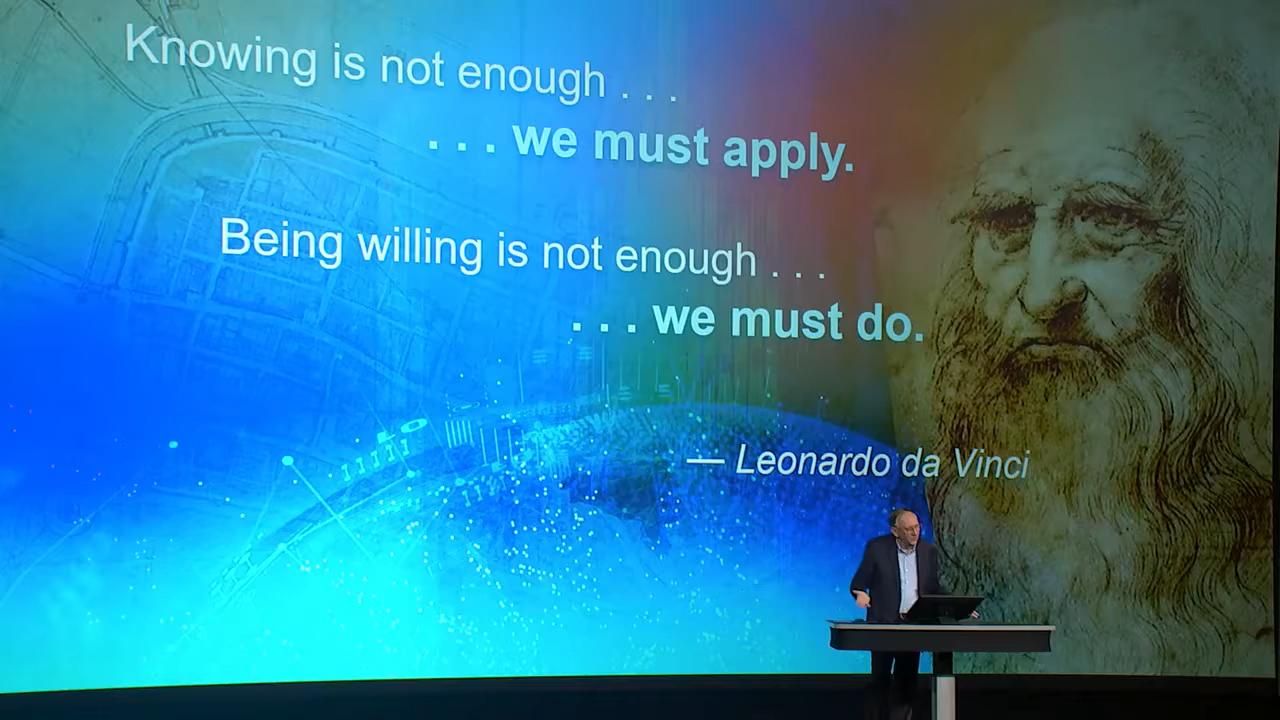 Knowing is not enough . . .
. . . we must apply.
Being willing is not enough . . .
. . . we must do.
— Leonardo da Vinci